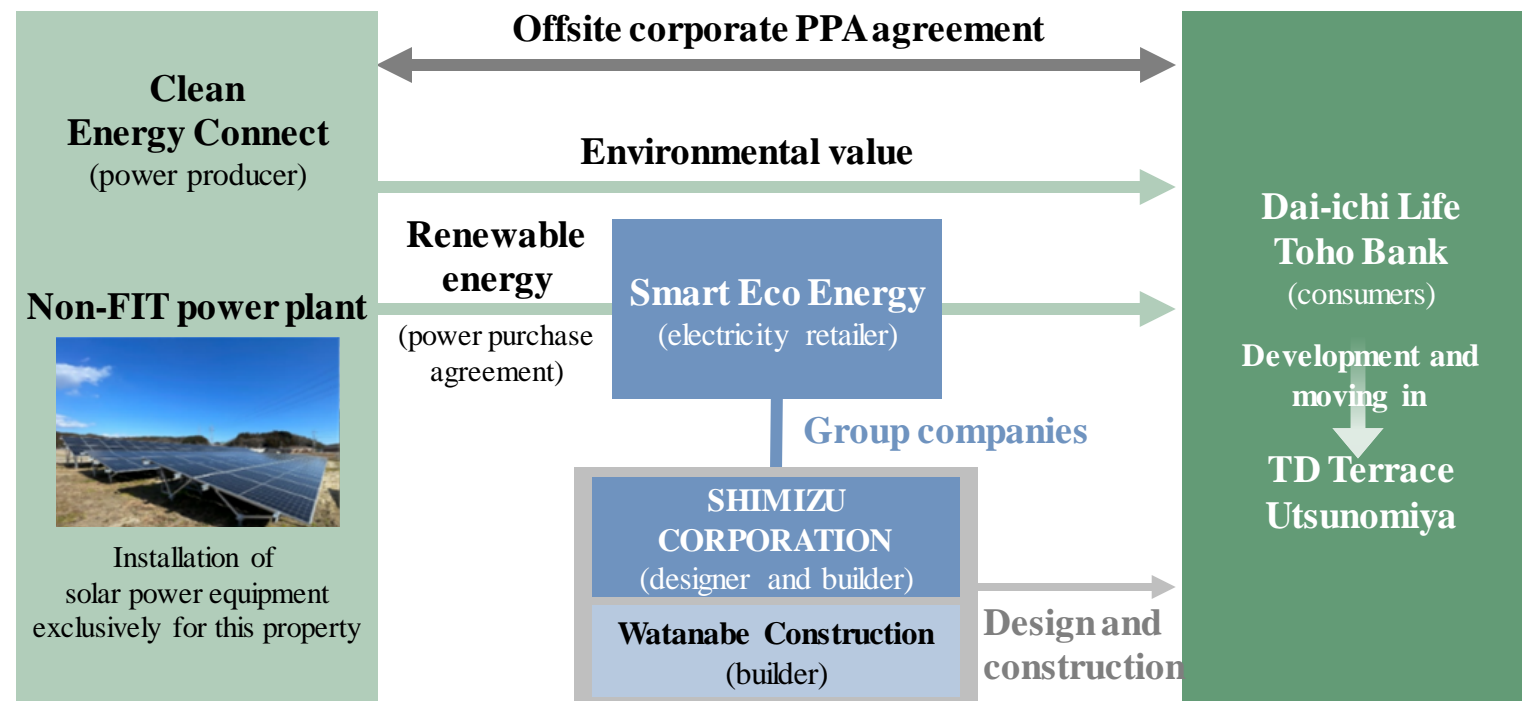 Offsite corporate PPA agreement
Clean
Energy Connect
(power producer)
Environmental value
Renewable
energy
(power purchase
agreement)
Non-FIT power plant
Installation of
solar power equipment
exclusively for this property
Smart Eco Energy
(electricity retailer)
Group companies
SHIMIZU
CORPORATION
(designer and builder)
Watanabe Construction
(builder)
Design and
construction
Dai-ichi Life
Toho Bank
(consumers)
Development and
moving in
TD Terrace
Utsunomiya